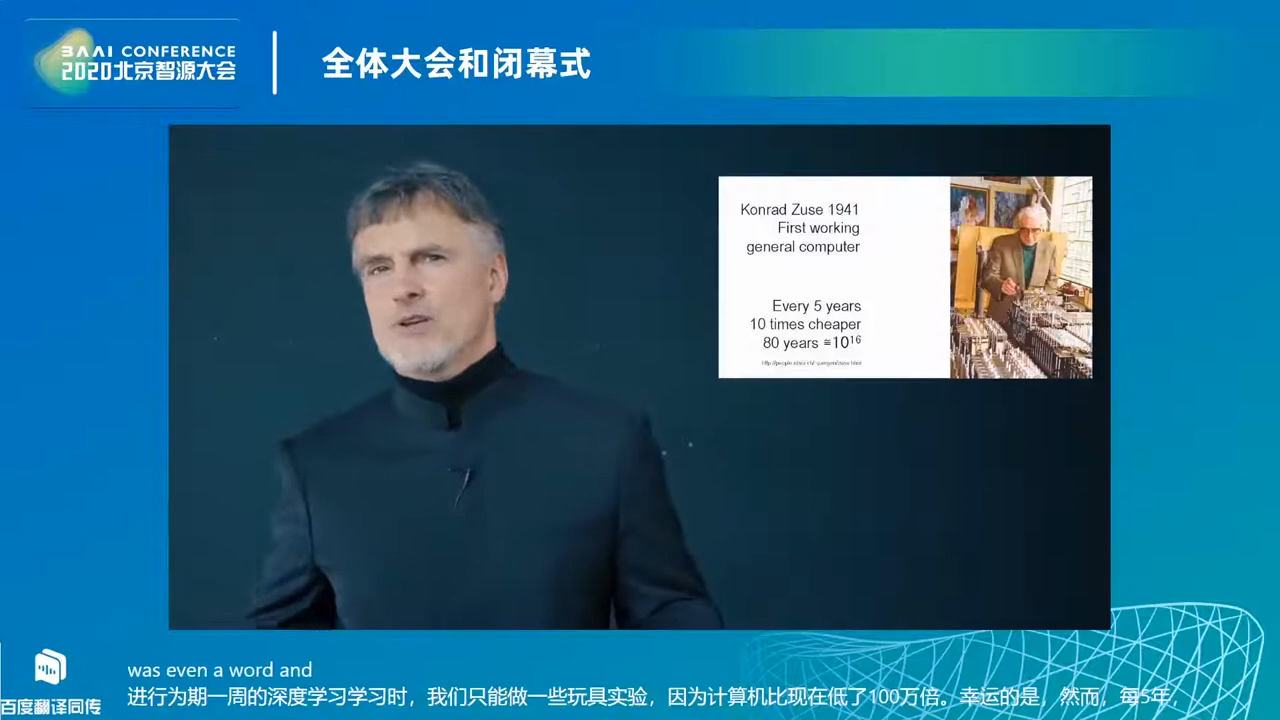 BAAI CONFERENCE
2020北京智源大会
全体大会和闭幕式
Konrad Zuse 1941
First working
general computer
Every 5 years
10 times cheaper
80 years ≅10¹⁶
was even a word and
进行为期一周的深度学习学习时，我们只能做一些玩具实验，因为计算机比现在低了100万倍。幸运的是，然而，每5年，
百度翻译同传